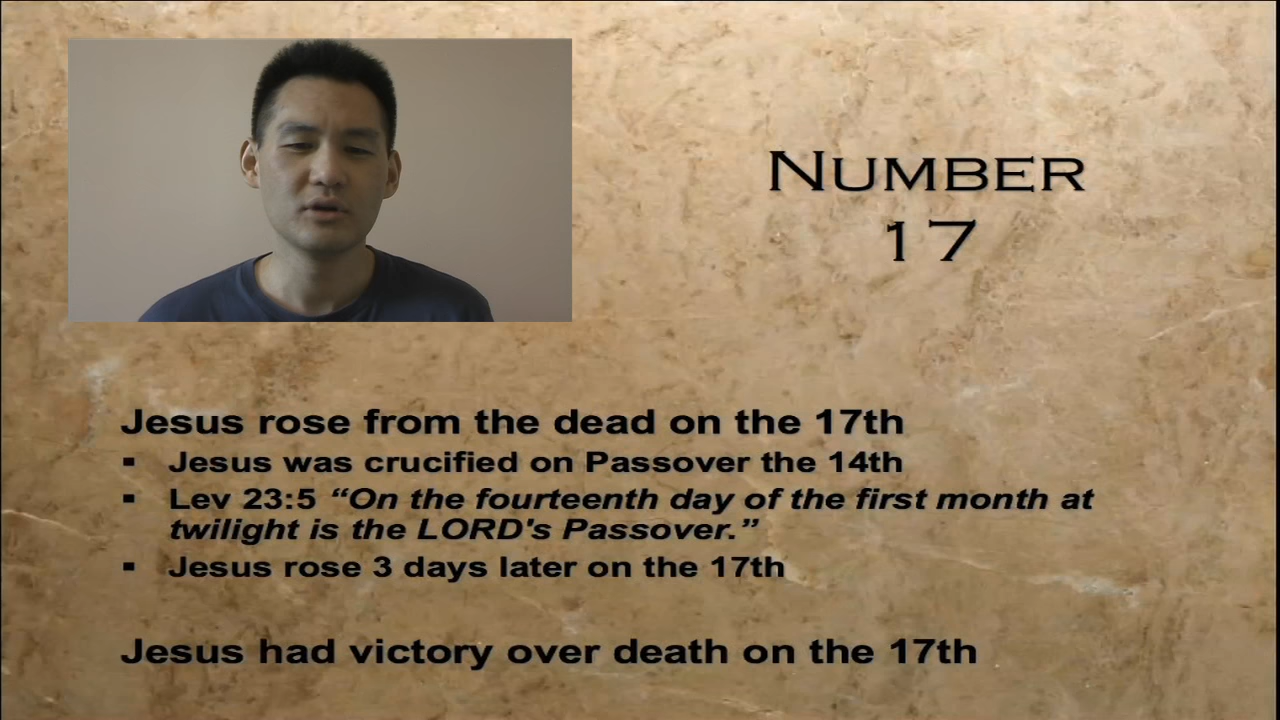 NUMBER
17
Jesus rose from the dead on the 17th
▪ Jesus was crucified on Passover the 14th
▪ Lev 23:5 “On the fourteenth day of the first month at
twilight is the LORD's Passover.”
▪ Jesus rose 3 days later on the 17th
Jesus had victory over death on the 17th